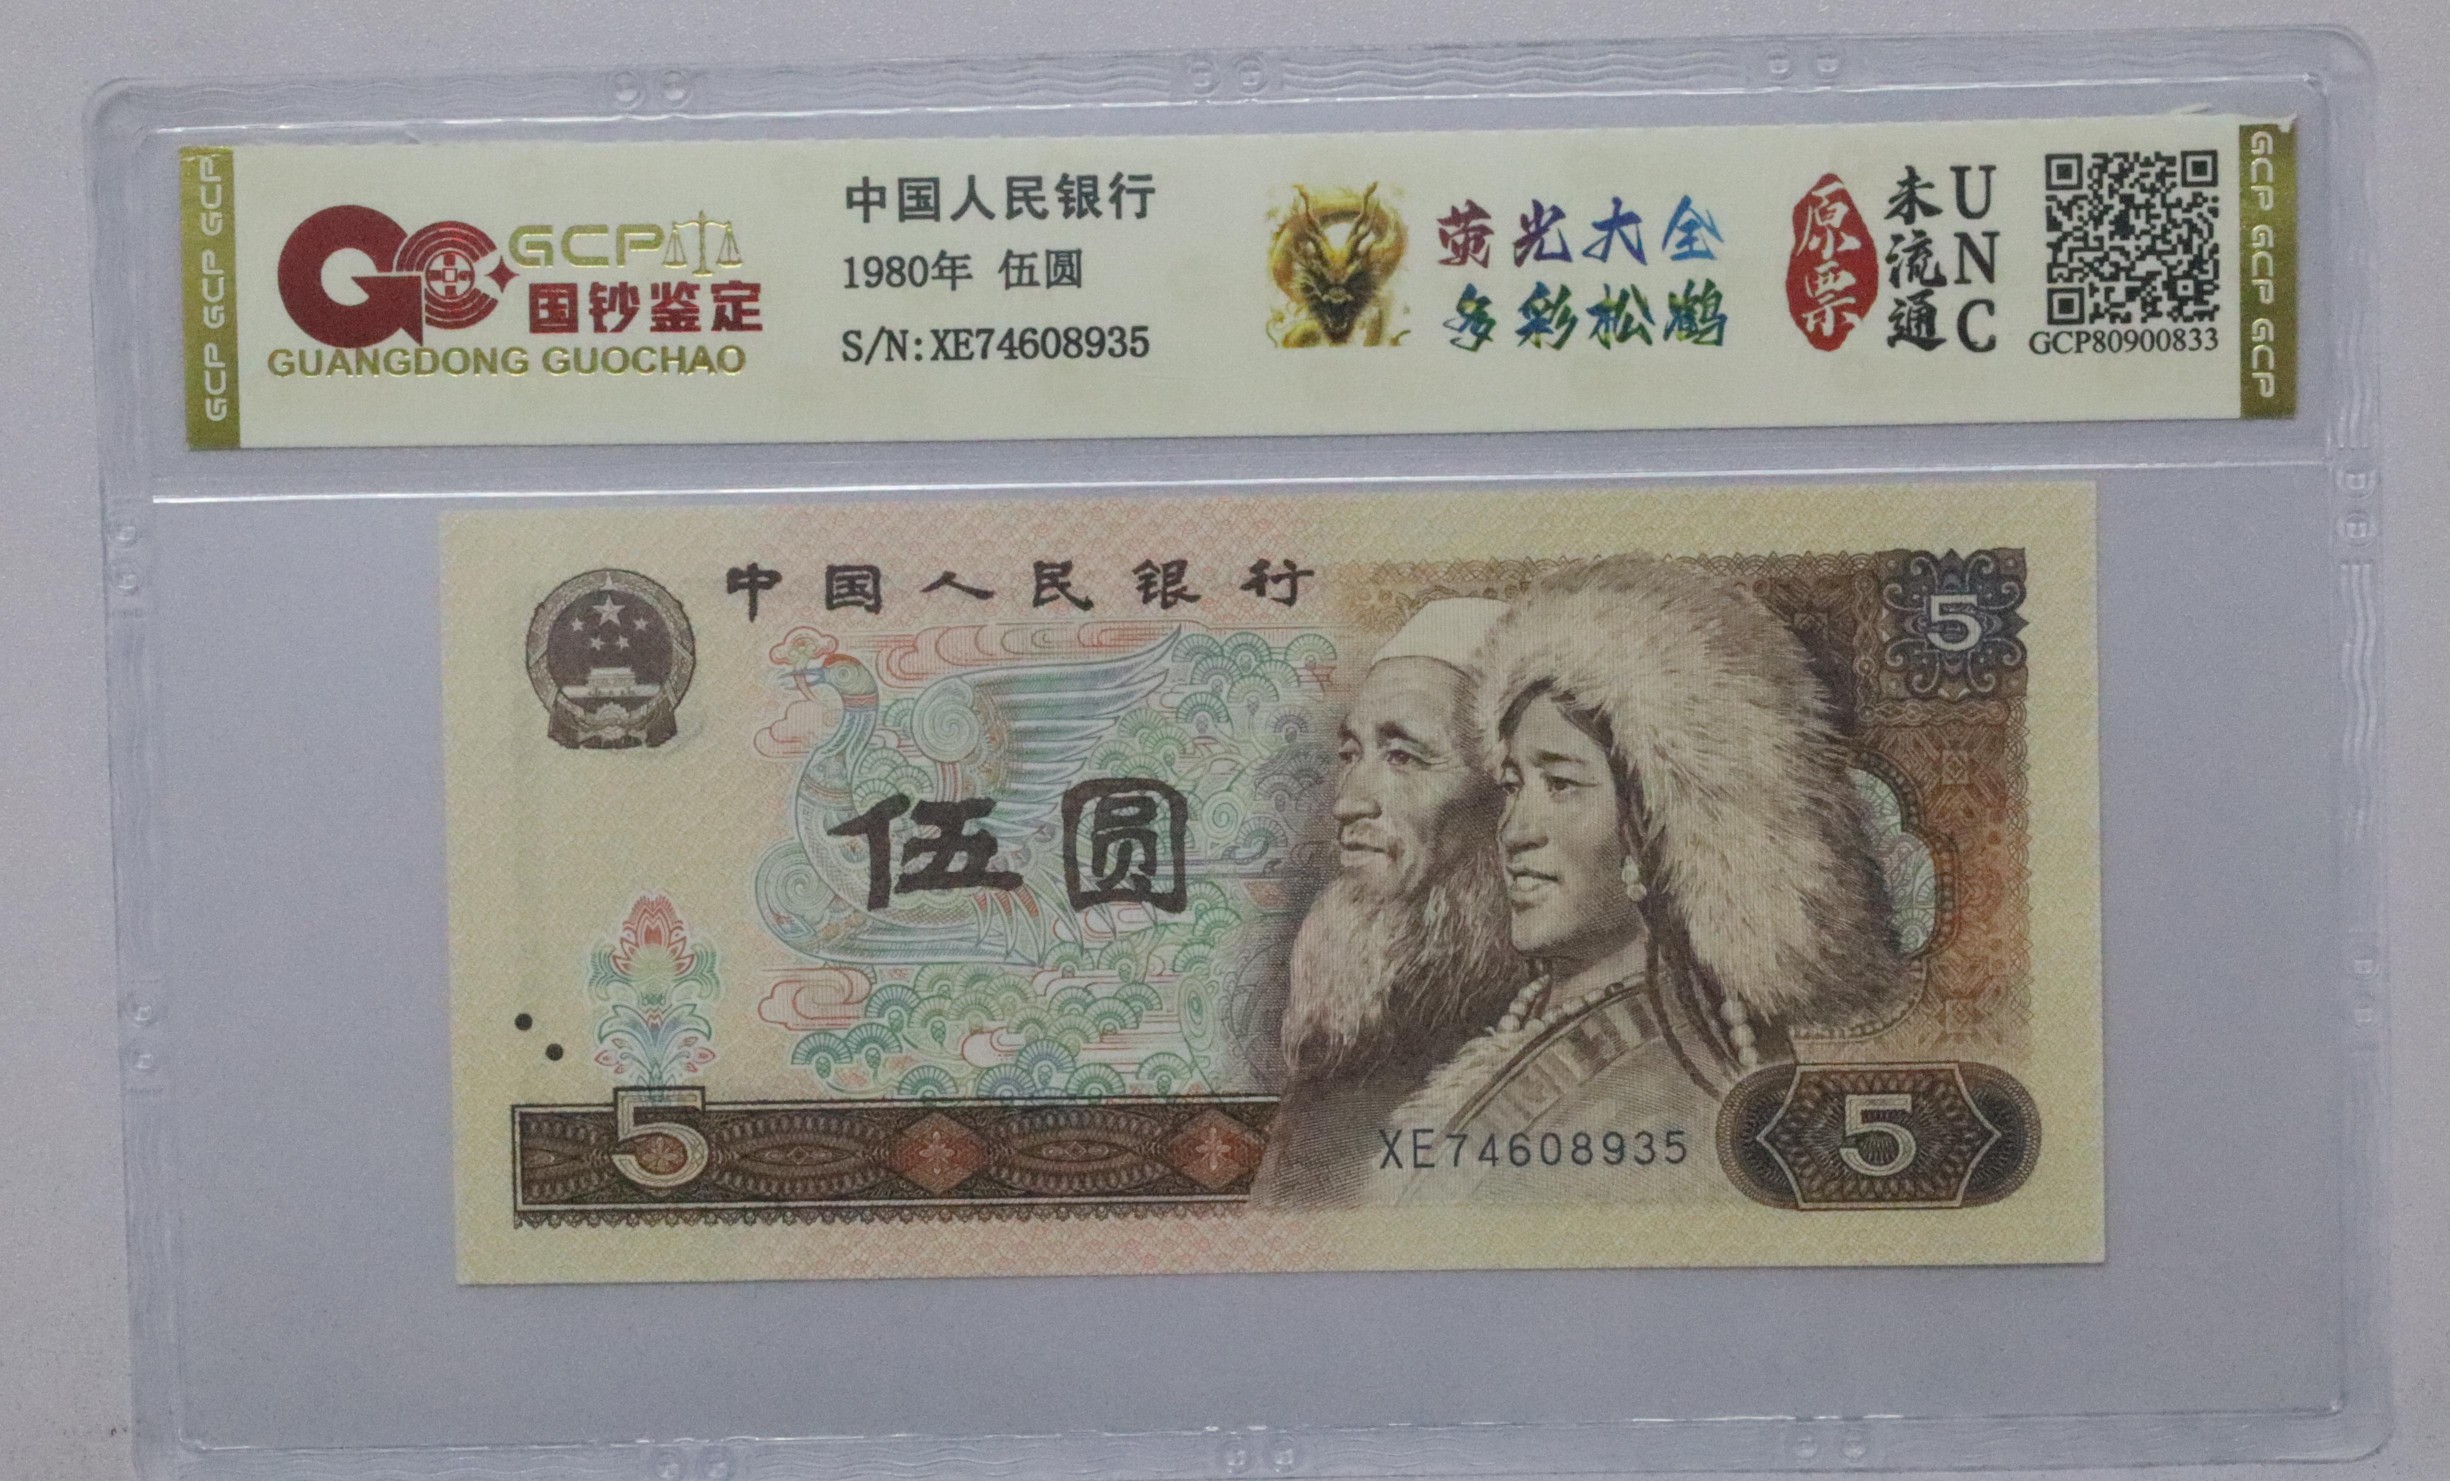 GCP GCP GCP
GCP
国钞鉴定
GUANGDONG GUOCHAO
中国人民银行
1980年 伍圆
S/N:XE74608935
荧光大全
多彩松鹤
原票
未流通
UNC
GCP80900833
GCP GCP GCP
中国人民银行
5
伍圆
5
XE74608935
5